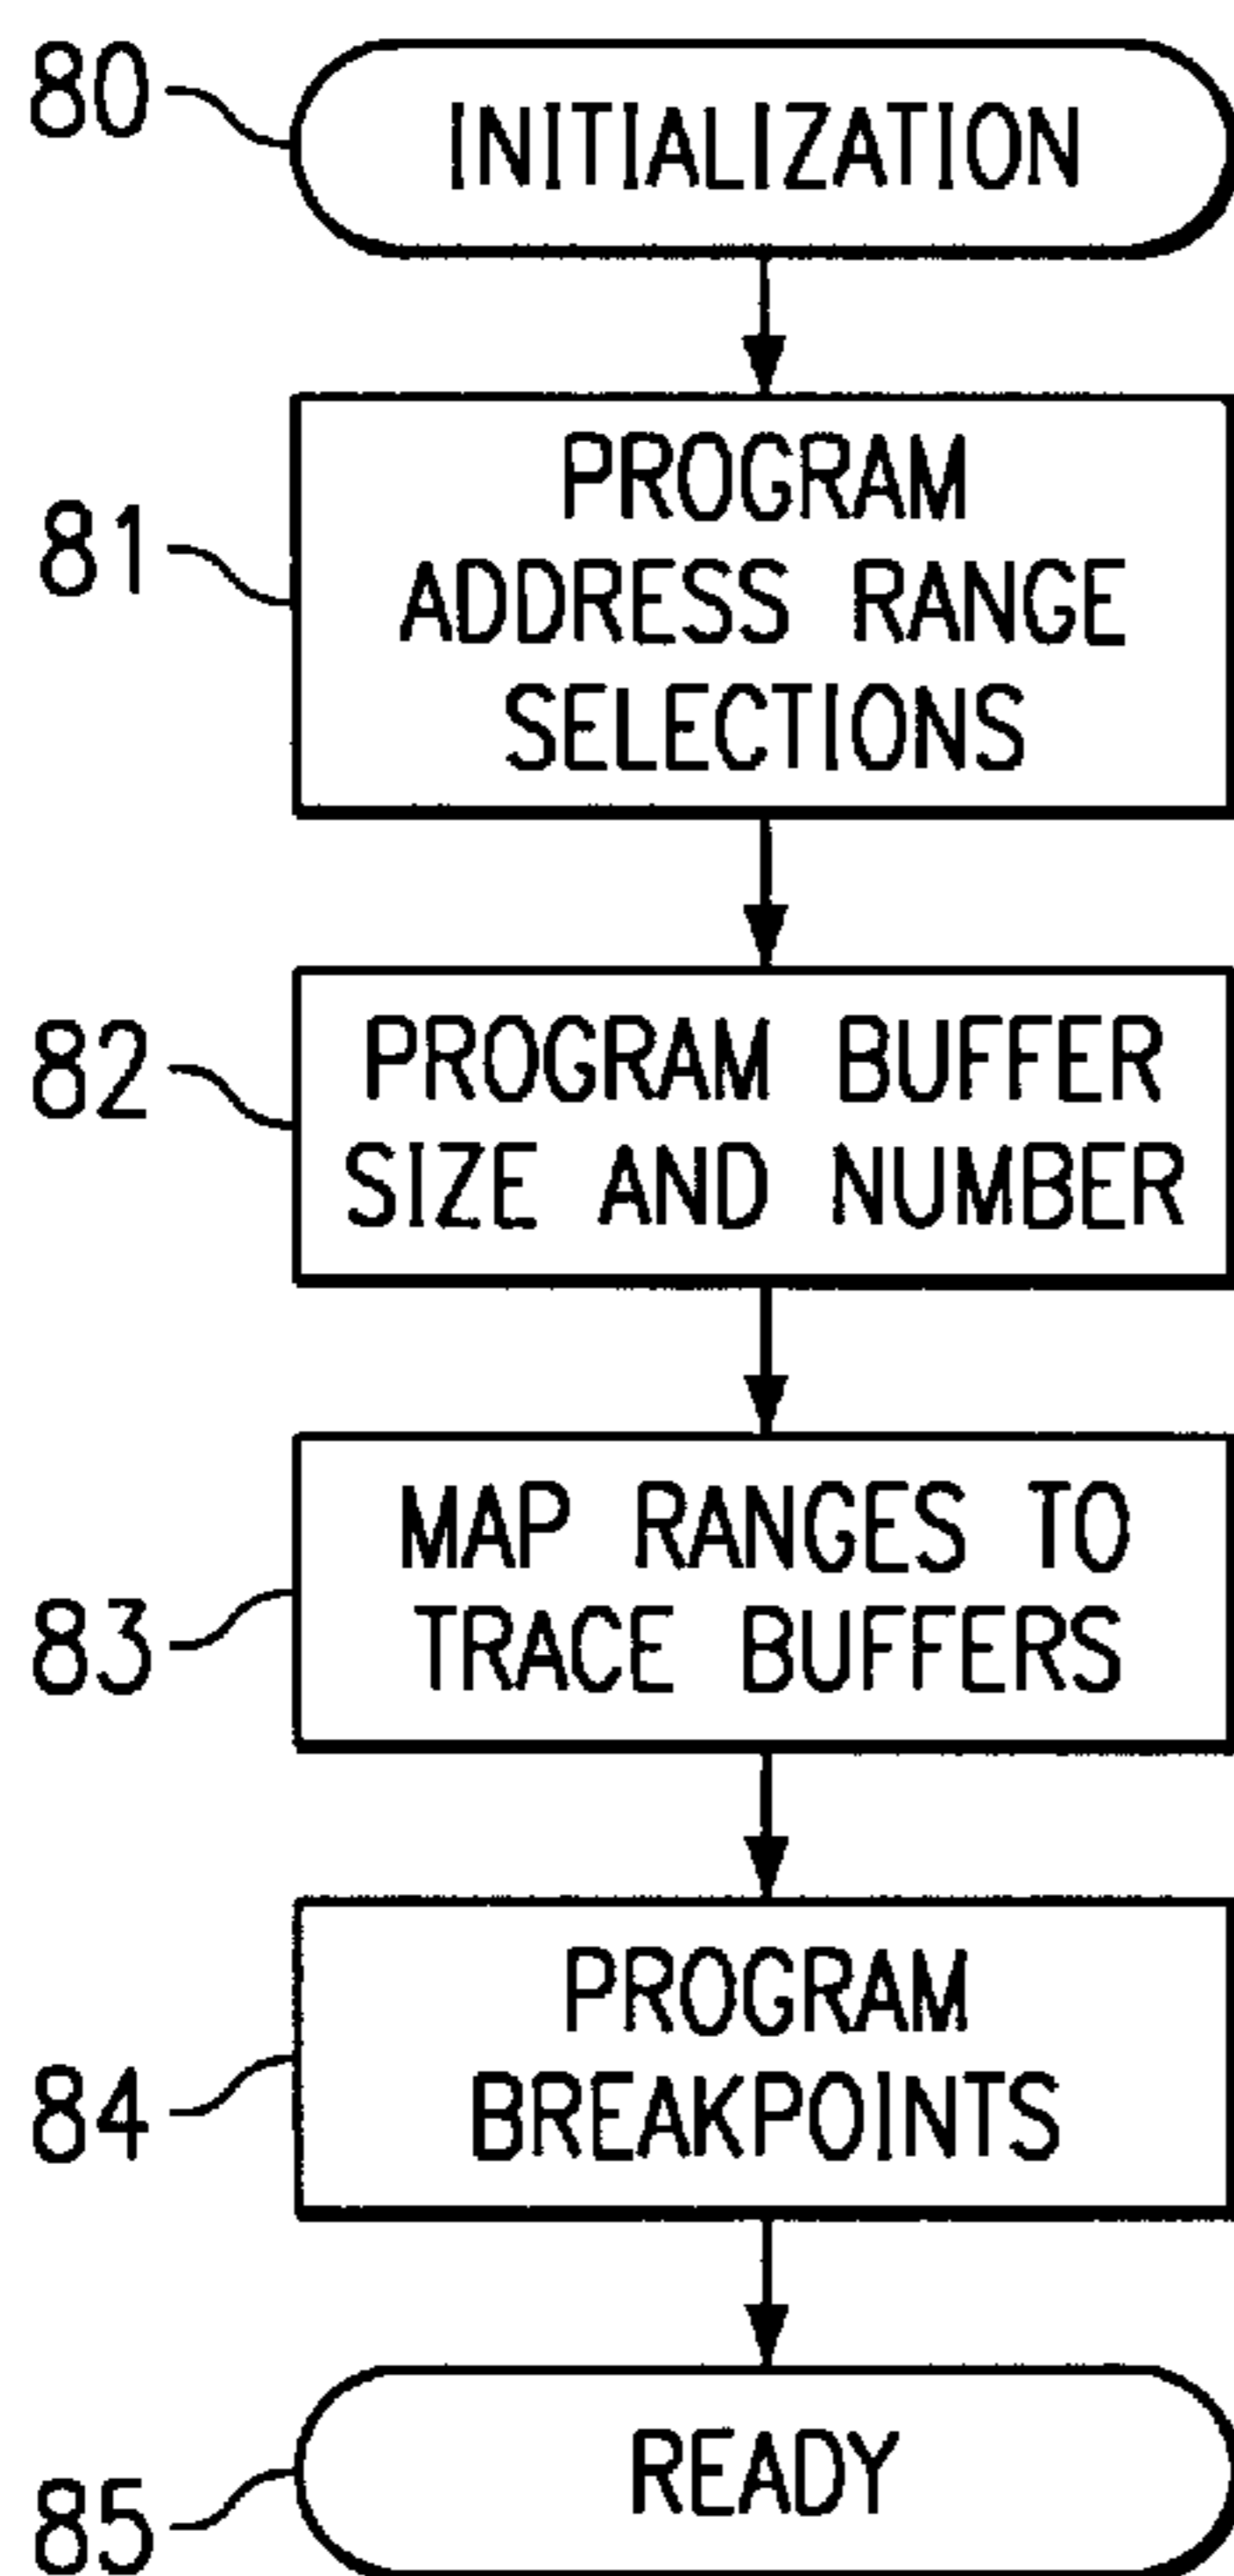 80
INITIALIZATION
81
PROGRAM
ADDRESS RANGE
SELECTIONS
82
PROGRAM BUFFER
SIZE AND NUMBER
83
MAP RANGES TO
TRACE BUFFERS
84
PROGRAM
BREAKPOINTS
85
READY